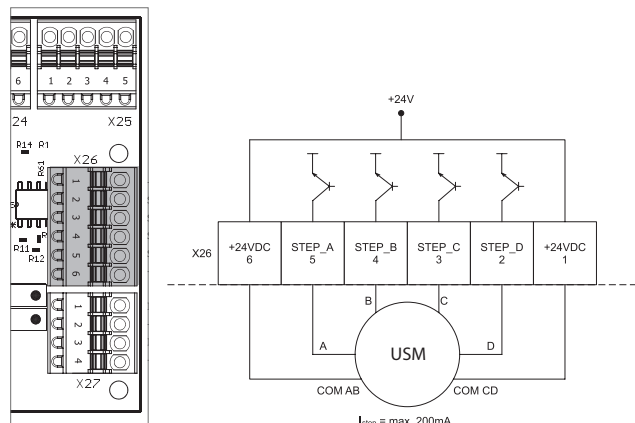 6 1 2 3 4 5
24 X25
R14 R1
R61
X26
1
2
3
4
5
6
R11
R12
1
2
3
4
X27
+24V
X26
+24VDC 6
STEP_A 5
STEP_B 4
STEP_C 3
STEP_D 2
+24VDC 1
B C
A USM D
COM AB COM CD
= max. 200mA